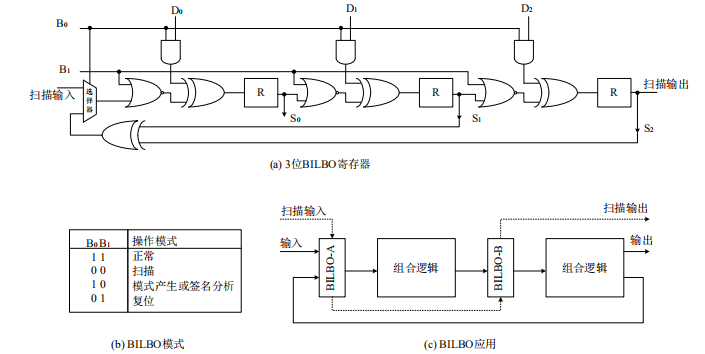 D₀ D₁ D₂
B₀
B₁
扫描输入
选择器
R R R
扫描输出
S₀ S₁ S₂
(a) 3位BILBO寄存器
B₀ B₁ 操作模式
1 1 正常
0 0 扫描
1 0 模式产生或签名分析
0 1 复位
(b) BILBO模式
扫描输入 扫描输出
输入 输出
BILBO-A 组合逻辑 BILBO-B 组合逻辑
(c) BILBO应用